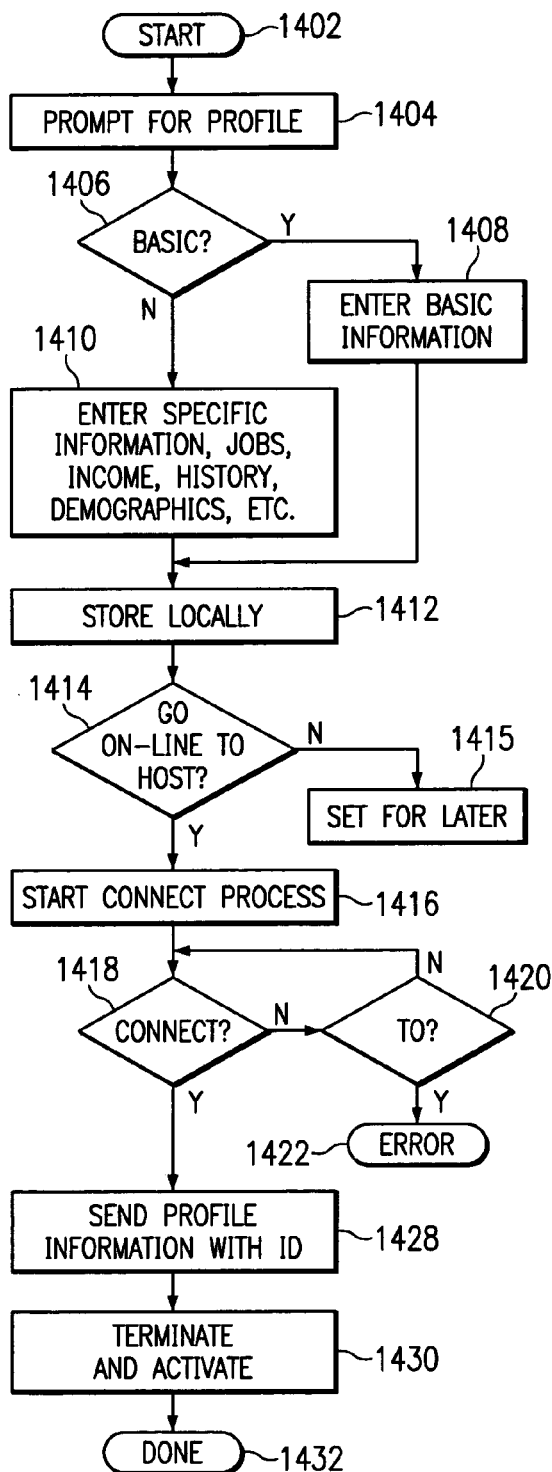 START
1402
PROMPT FOR PROFILE
1404
1406
BASIC?
Y
N
1408
ENTER BASIC
INFORMATION
1410
ENTER SPECIFIC
INFORMATION, JOBS,
INCOME, HISTORY,
DEMOGRAPHICS, ETC.
STORE LOCALLY
1412
1414
GO
ON-LINE TO
HOST?
N
Y
1415
SET FOR LATER
START CONNECT PROCESS
1416
1418
CONNECT?
N
Y
N
1420
TO?
Y
1422
ERROR
SEND PROFILE
INFORMATION WITH ID
1428
TERMINATE
AND ACTIVATE
1430
DONE
1432